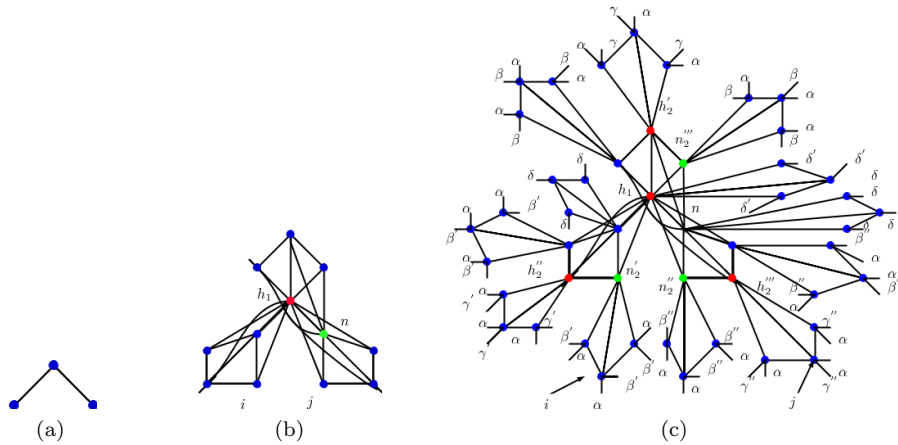 γ α
α γ γ α
β α β α
α α β
β α
α β α
β
h₂′
n₂‴
δ′ δ′
δ δ
h₁ δ′ δ
α β′ δ n δ
β β″
α β′ h₂″ n₂′ n₂″ h₂‴ α
β″ α β′
γ′ α
α γ′ β′ β′ β″ β″ γ″
γ α α α α α α γ″ α
β′ β″
i α α j
h₁
n
i j
(a) (b) (c)